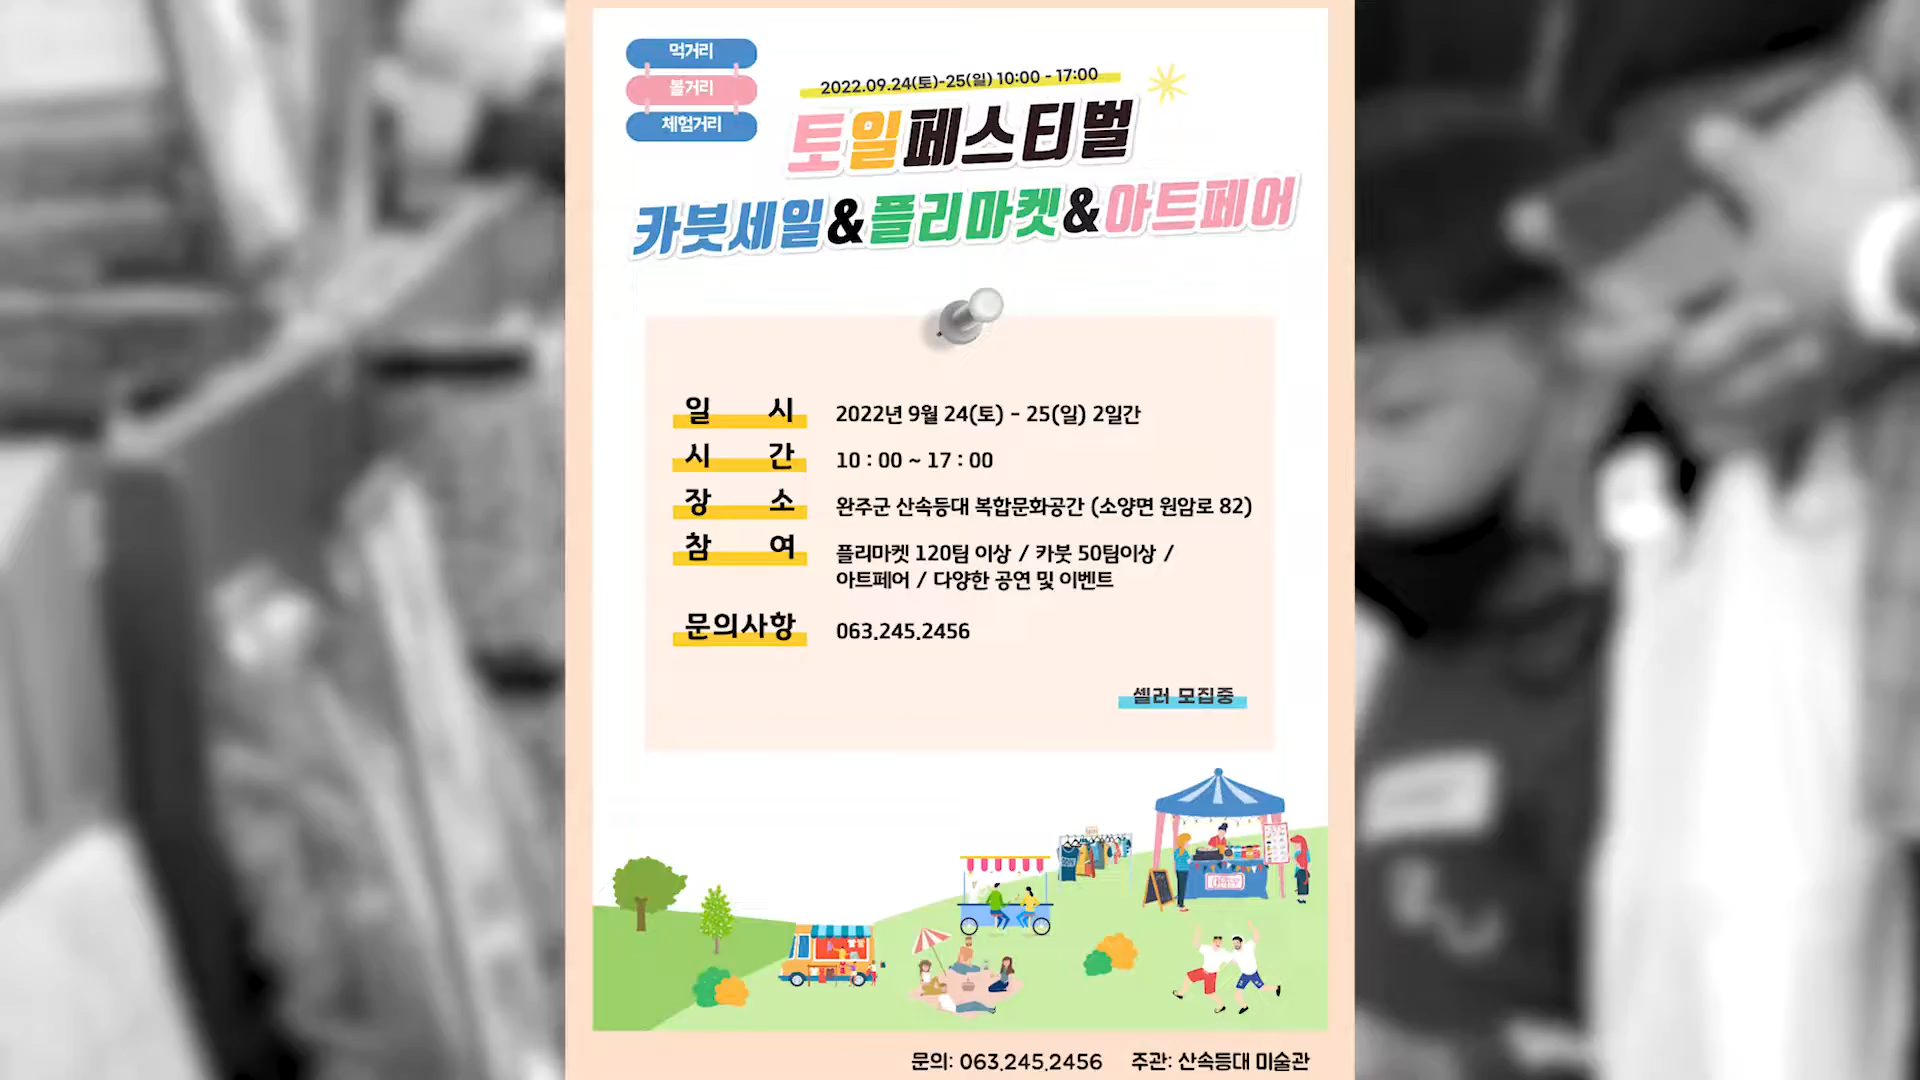 먹거리
볼거리
체험거리
2022.09.24(토)-25(일) 10:00 - 17:00
토일페스티벌
카붓세일&플리마켓&아트페어
일 시 2022년 9월 24(토) - 25(일) 2일간
시 간 10 : 00 ~ 17 : 00
장 소 완주군 산속등대 복합문화공간 (소양면 원암로 82)
참 여 플리마켓 120팀 이상 / 카붓 50팀이상 /
아트페어 / 다양한 공연 및 이벤트
문의사항 063.245.2456
셀러 모집중
문의: 063.245.2456 주관: 산속등대 미술관